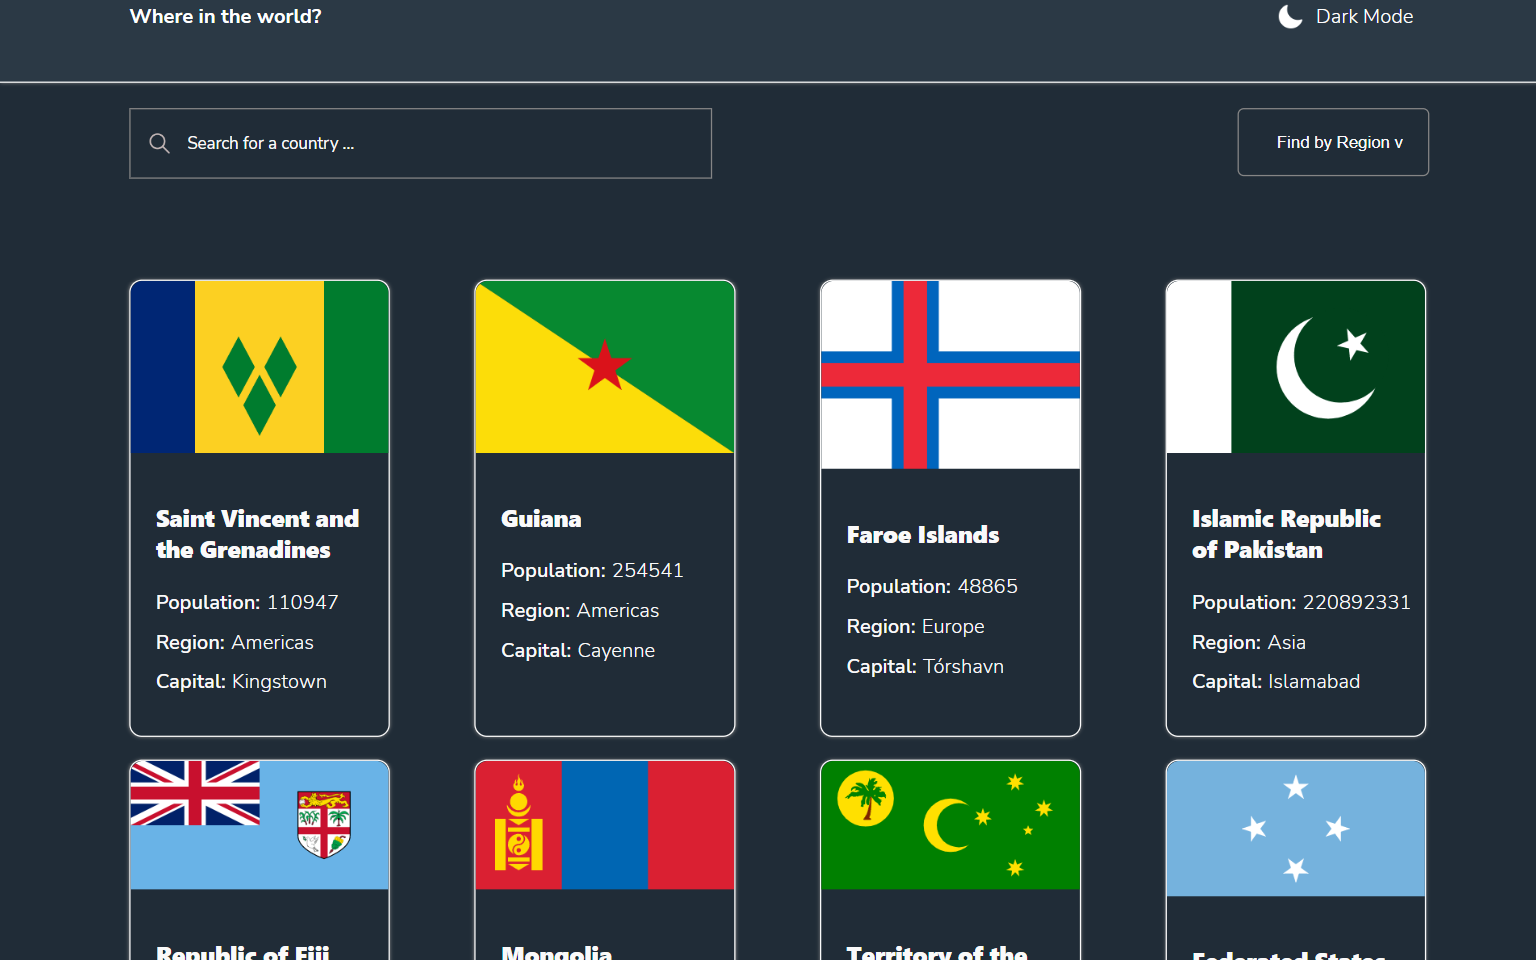 Where in the world?
Dark Mode
Search for a country ...
Find by Region v
Saint Vincent and
the Grenadines
Population: 110947
Region: Americas
Capital: Kingstown
Guiana
Population: 254541
Region: Americas
Capital: Cayenne
Faroe Islands
Population: 48865
Region: Europe
Capital: Tórshavn
Islamic Republic
of Pakistan
Population: 220892331
Region: Asia
Capital: Islamabad
Republic of Fiji
Mongolia
Territory of the
Federated States